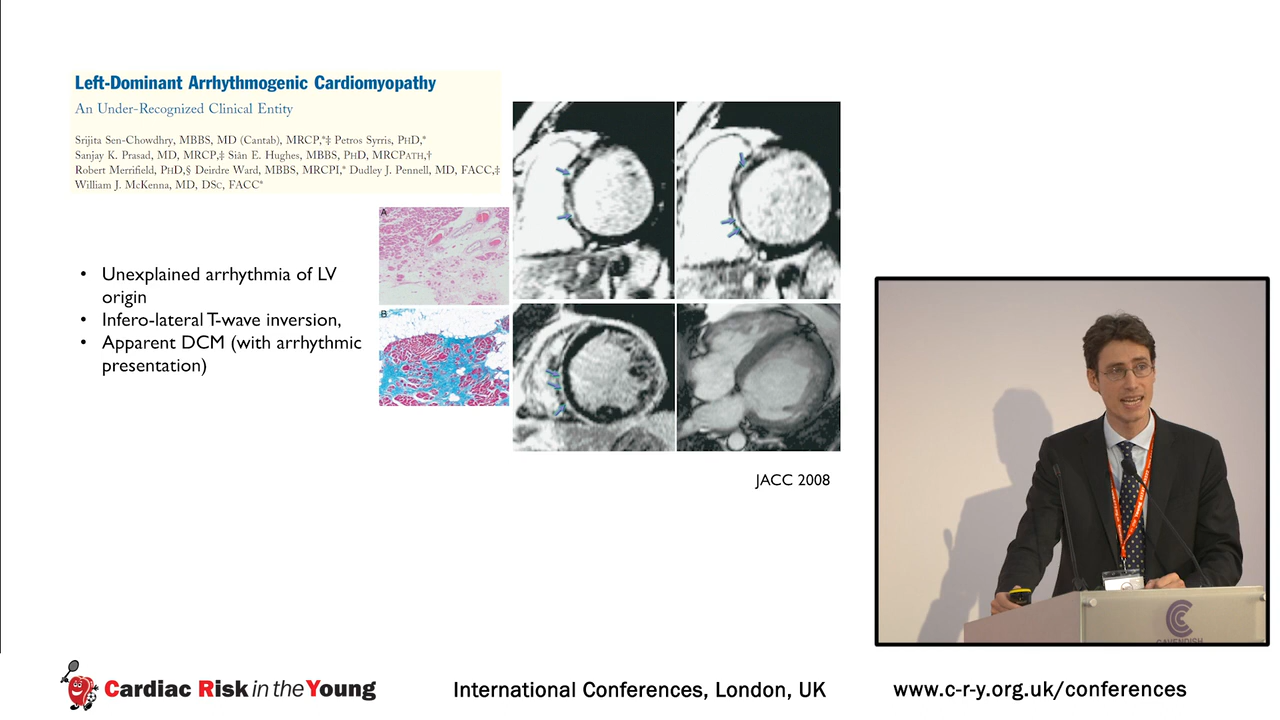 Left-Dominant Arrhythmogenic Cardiomyopathy
An Under-Recognized Clinical Entity
Srijita Sen-Chowdhry, MBBS, MD (Cantab), MRCP,*‡ Petros Syrris, PHD,*
Sanjay K. Prasad, MD, MRCP,‡ Siân E. Hughes, MBBS, PHD, MRCPATH,†
Robert Merrifield, PHD,§ Deirdre Ward, MBBS, MRCPI,* Dudley J. Pennell, MD, FACC,‡
William J. McKenna, MD, DSC, FACC*
A
B
• Unexplained arrhythmia of LV
origin
• Infero-lateral T-wave inversion,
• Apparent DCM (with arrhythmic
presentation)
JACC 2008
CAVENDISH
Cardiac Risk in the Young
International Conferences, London, UK
www.c-r-y.org.uk/conferences